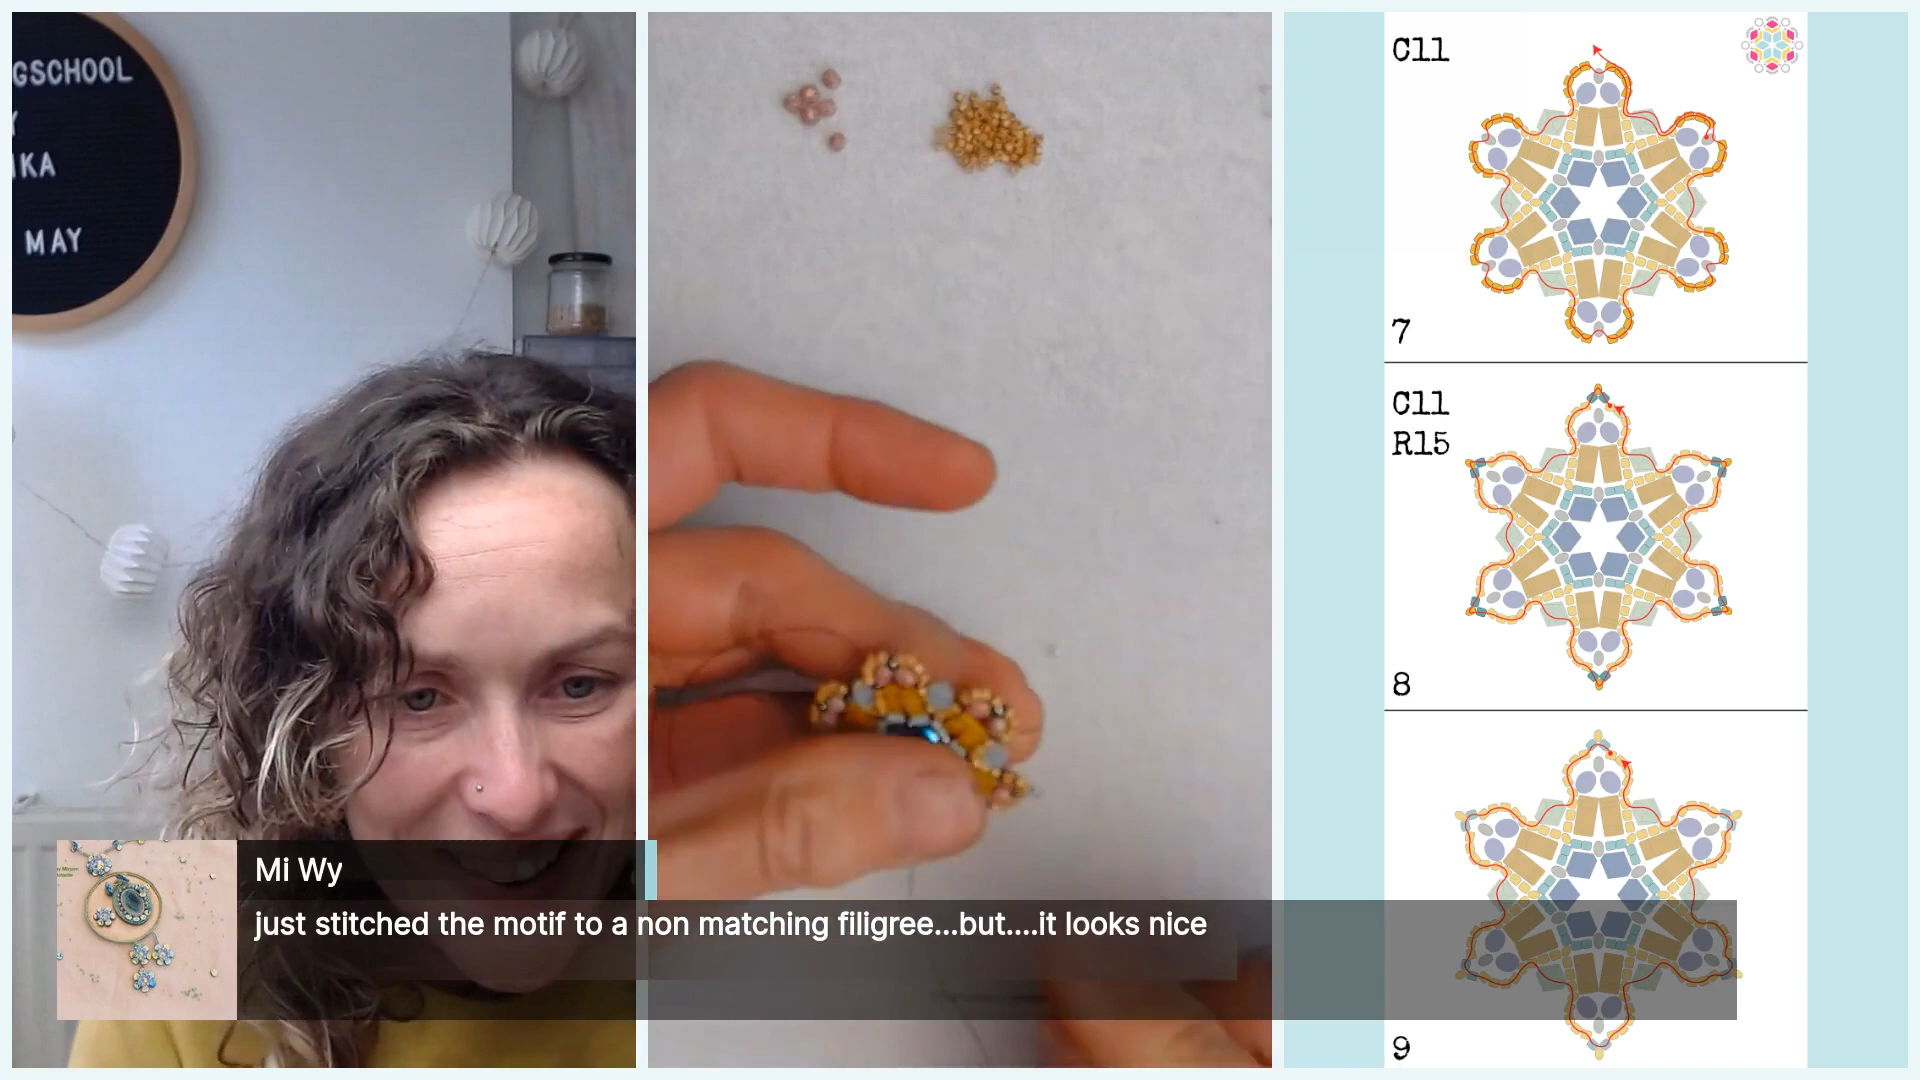 GSCHOOL
Y
IKA
MAY
Mi Wy
just stitched the motif to a non matching filigree...but....it looks nice
C11
7
C11
R15
8
9